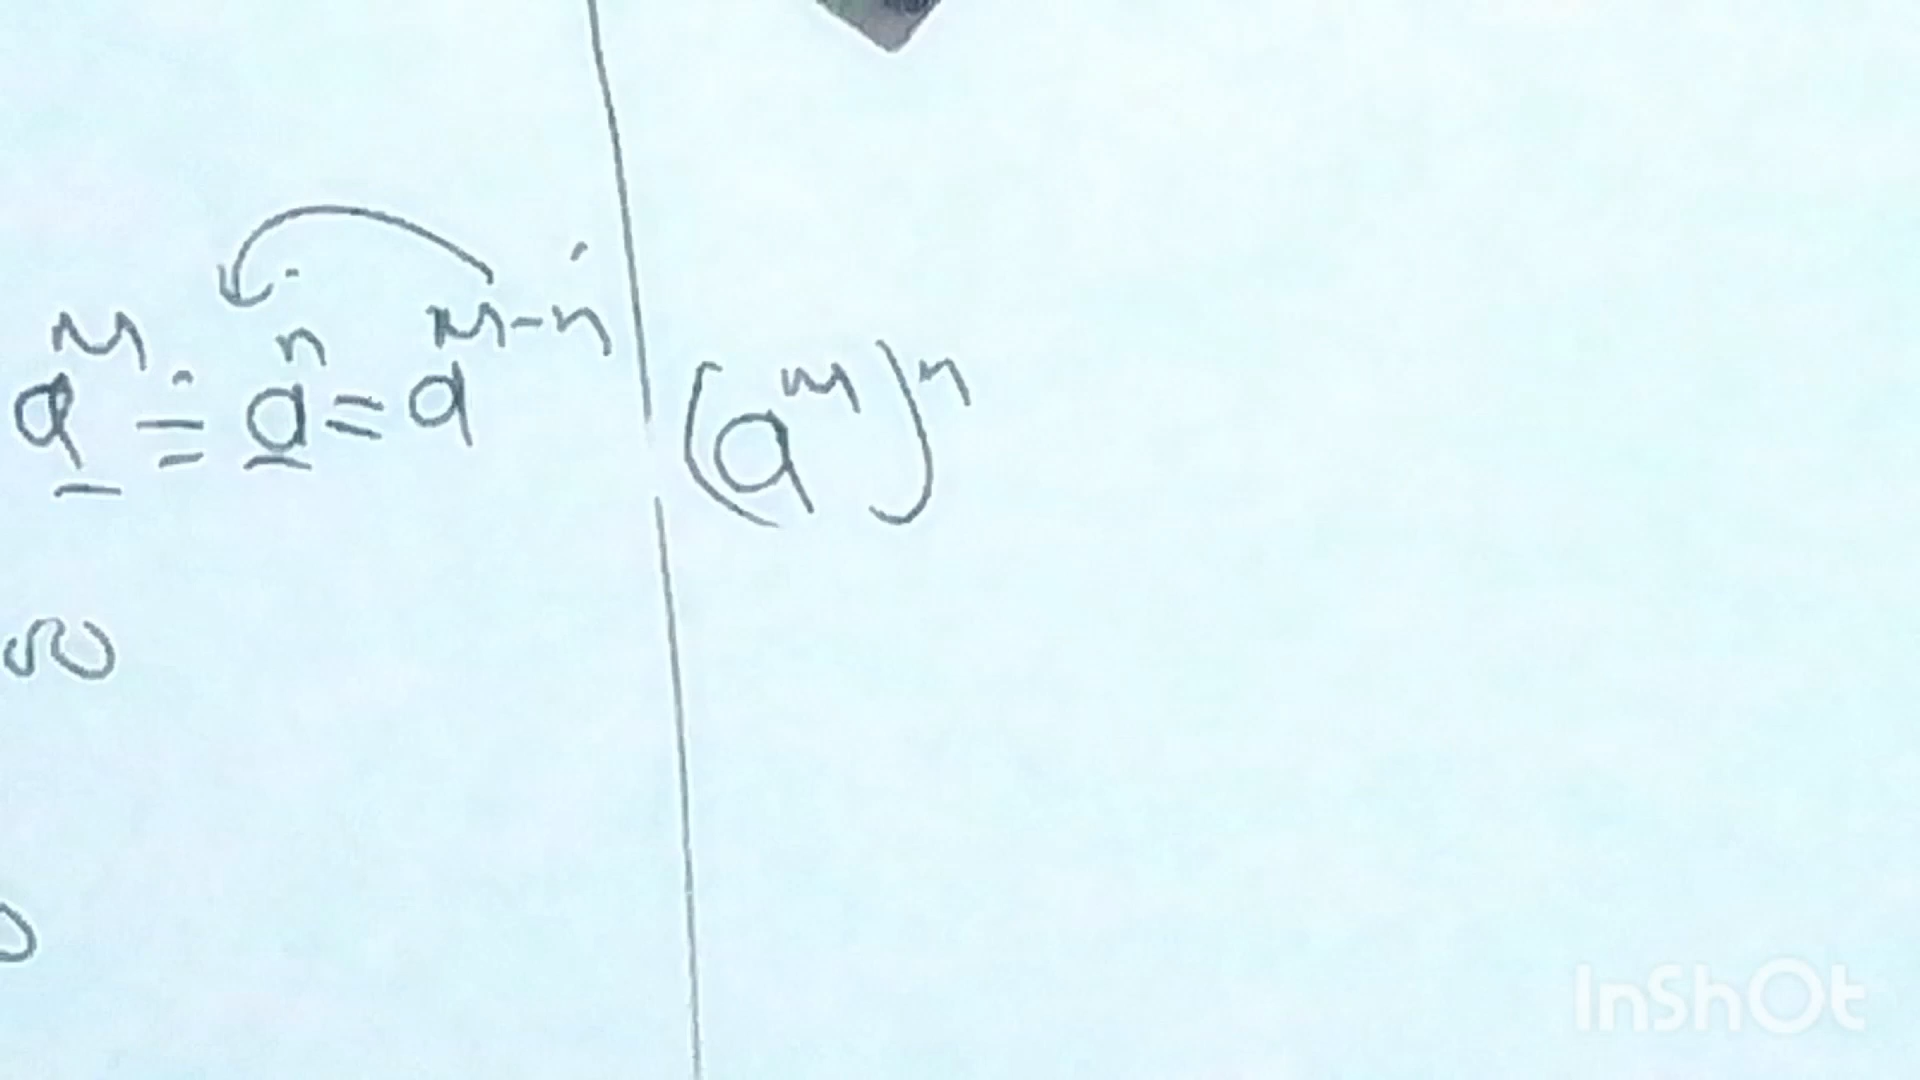 a^m ÷ a^n = a^(m-n)
(a^m)^n
InShOt